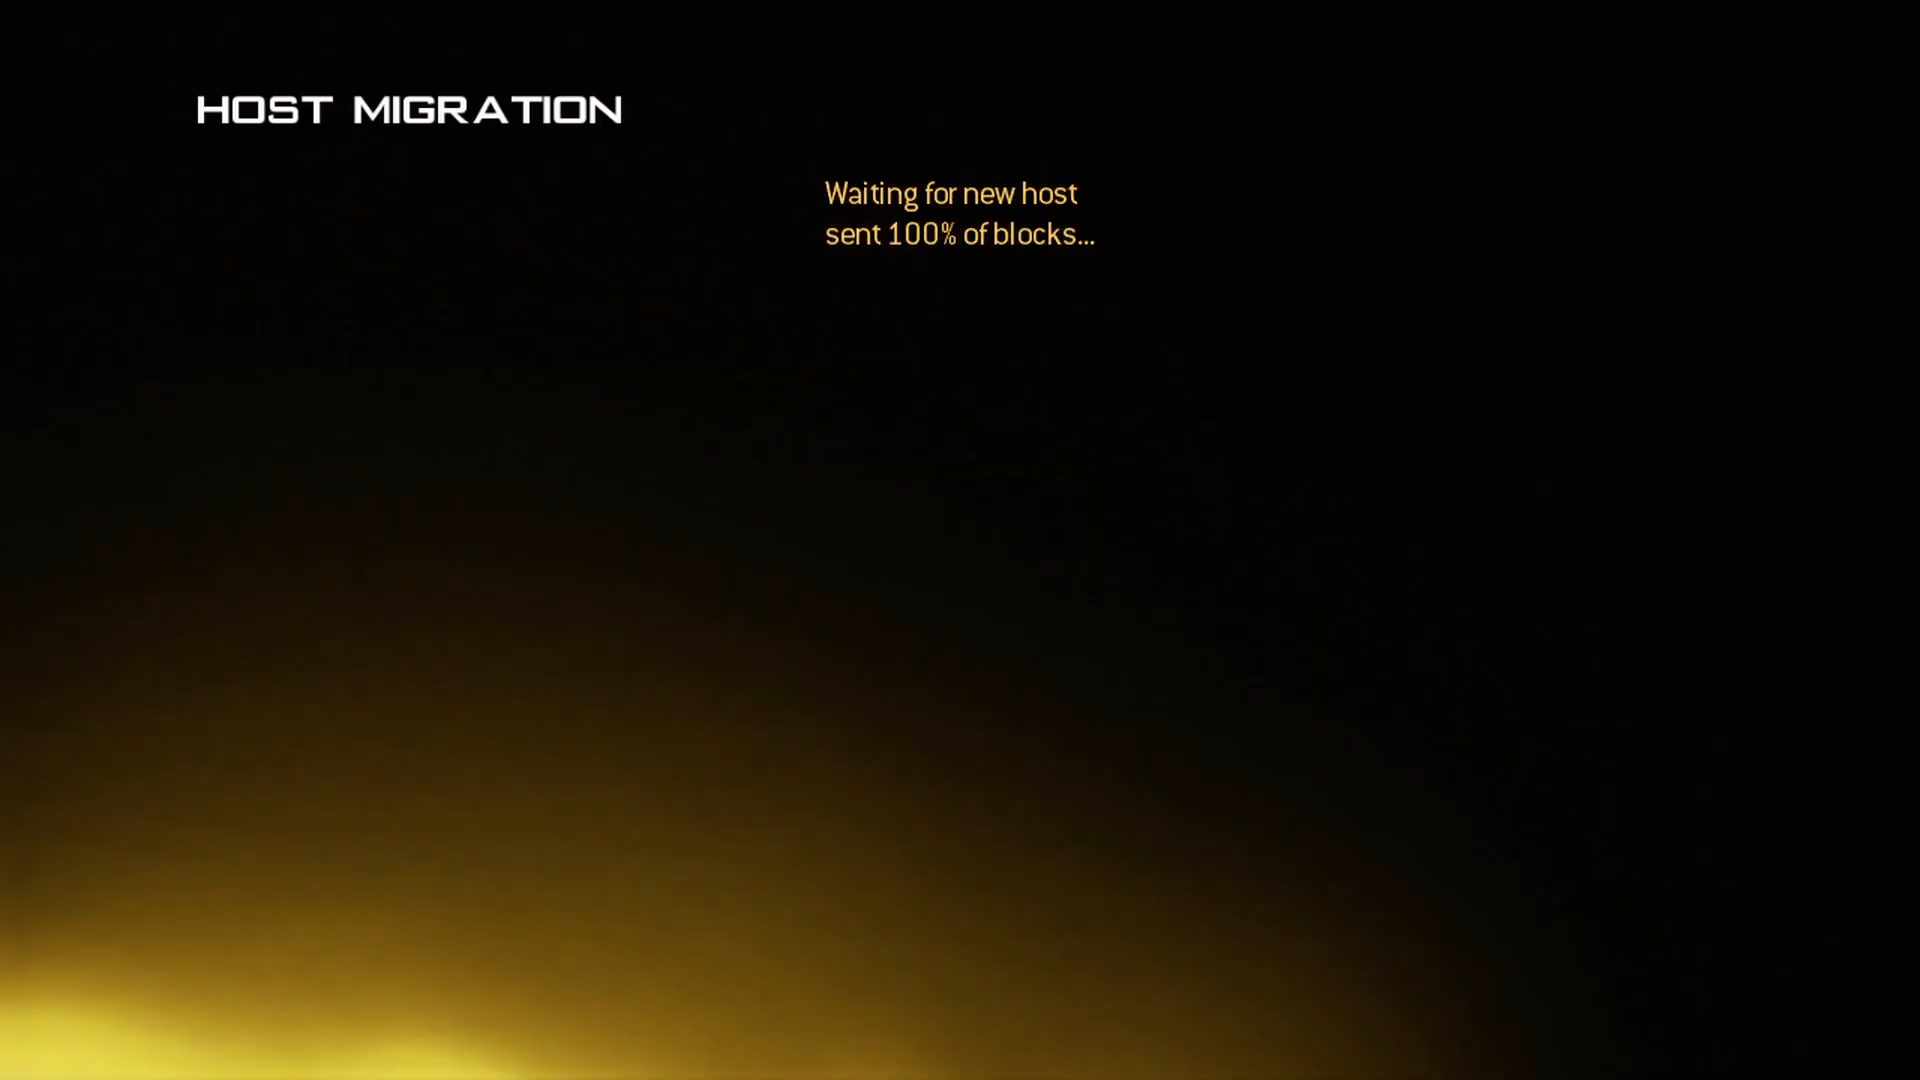 HOST MIGRATION
Waiting for new host
sent 100% of blocks...